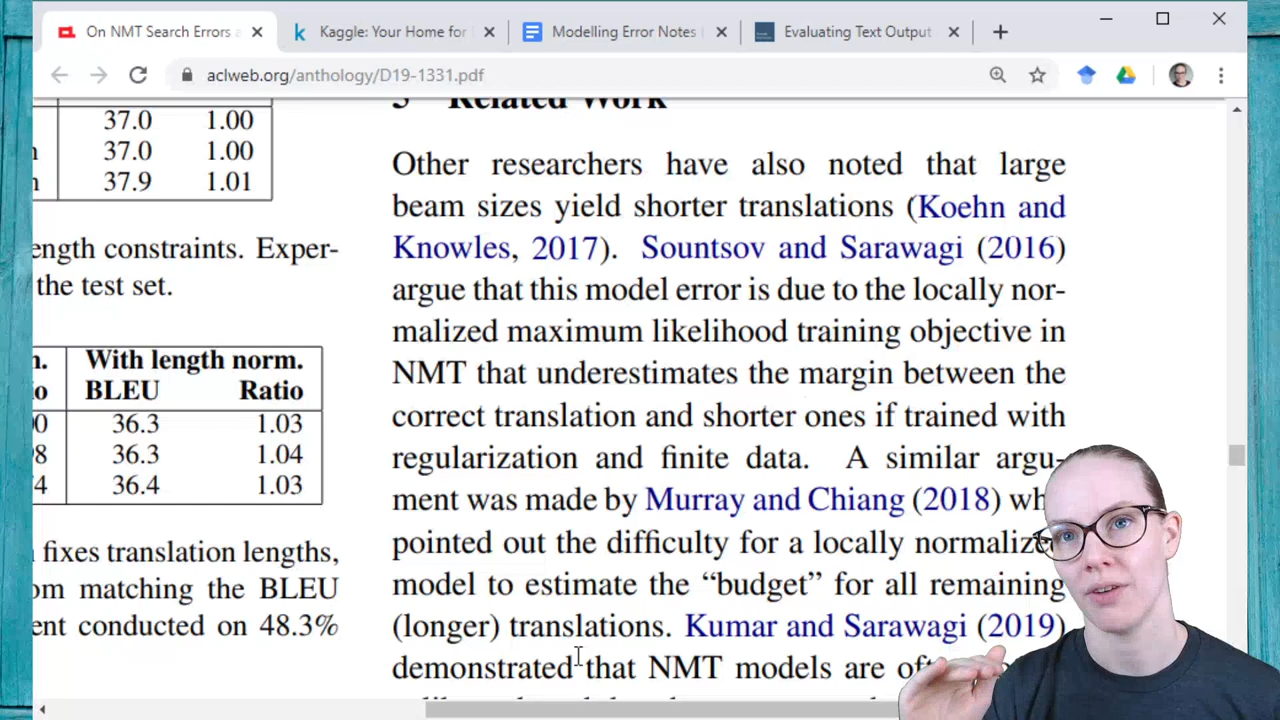 On NMT Search Errors a
Kaggle: Your Home for
Modelling Error Notes
Evaluating Text Output
aclweb.org/anthology/D19-1331.pdf
37.0 1.00
37.0 1.00
37.9 1.01
ength constraints. Exper-
the test set.
With length norm.
BLEU Ratio
36.3 1.03
36.3 1.04
36.4 1.03
fixes translation lengths,
om matching the BLEU
ent conducted on 48.3%
5 Related Work
Other researchers have also noted that large
beam sizes yield shorter translations (Koehn and
Knowles, 2017). Sountsov and Sarawagi (2016)
argue that this model error is due to the locally nor-
malized maximum likelihood training objective in
NMT that underestimates the margin between the
correct translation and shorter ones if trained with
regularization and finite data. A similar argu-
ment was made by Murray and Chiang (2018) wh
pointed out the difficulty for a locally normalize
model to estimate the “budget” for all remaining
(longer) translations. Kumar and Sarawagi (2019)
demonstrated that NMT models are oft